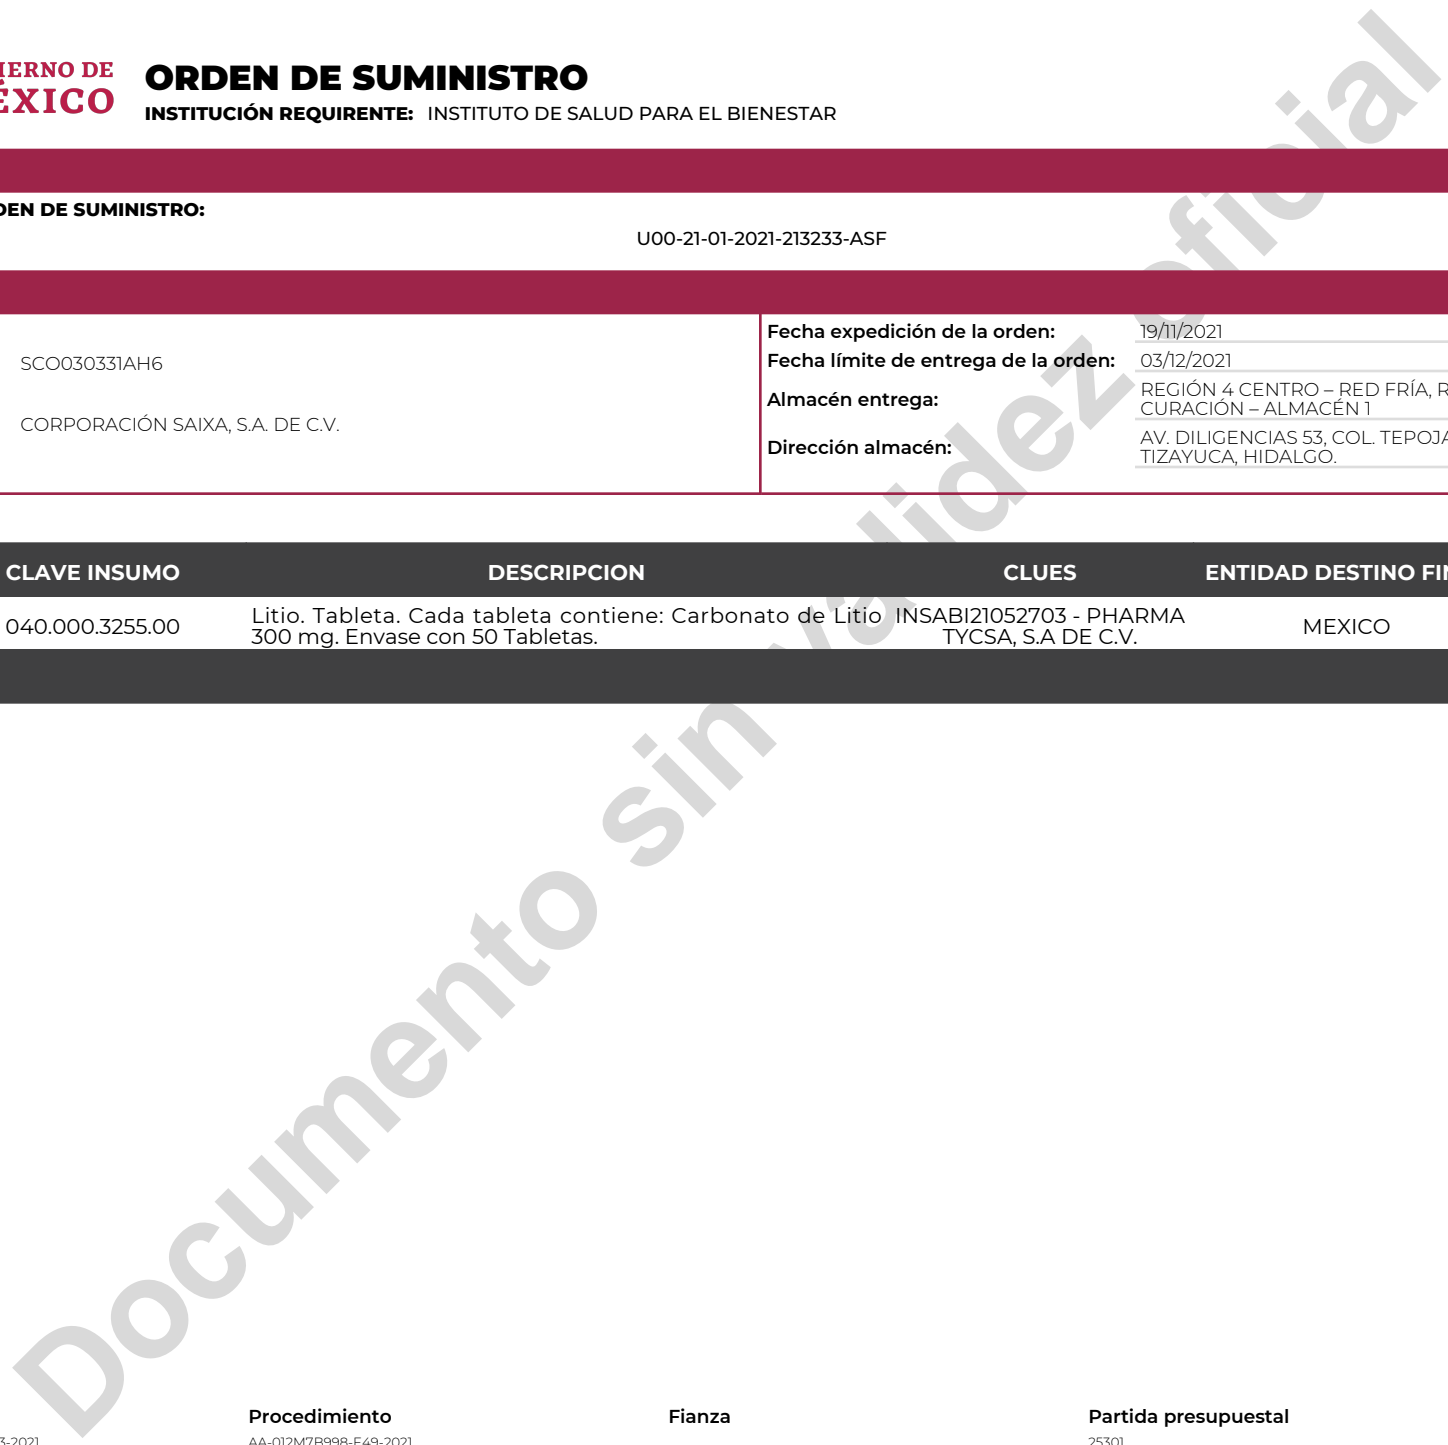 IERNO DE
ÉXICO
ORDEN DE SUMINISTRO
INSTITUCIÓN REQUIRENTE: INSTITUTO DE SALUD PARA EL BIENESTAR
DEN DE SUMINISTRO:
U00-21-01-2021-213233-ASF
SCO030331AH6
CORPORACIÓN SAIXA, S.A. DE C.V.
Fecha expedición de la orden: 19/11/2021
Fecha límite de entrega de la orden: 03/12/2021
Almacén entrega: REGIÓN 4 CENTRO – RED FRÍA, R
CURACIÓN – ALMACÉN 1
Dirección almacén: AV. DILIGENCIAS 53, COL. TEPOJA
TIZAYUCA, HIDALGO.
CLAVE INSUMO DESCRIPCION CLUES ENTIDAD DESTINO FIN
040.000.3255.00 Litio. Tableta. Cada tableta contiene: Carbonato de Litio INSABI21052703 - PHARMA MEXICO
300 mg. Envase con 50 Tabletas. TYCSA, S.A DE C.V.
Documento sin validez oficial
Procedimiento Fianza Partida presupuestal
3-2021 AA-012M7B998-E49-2021 25301